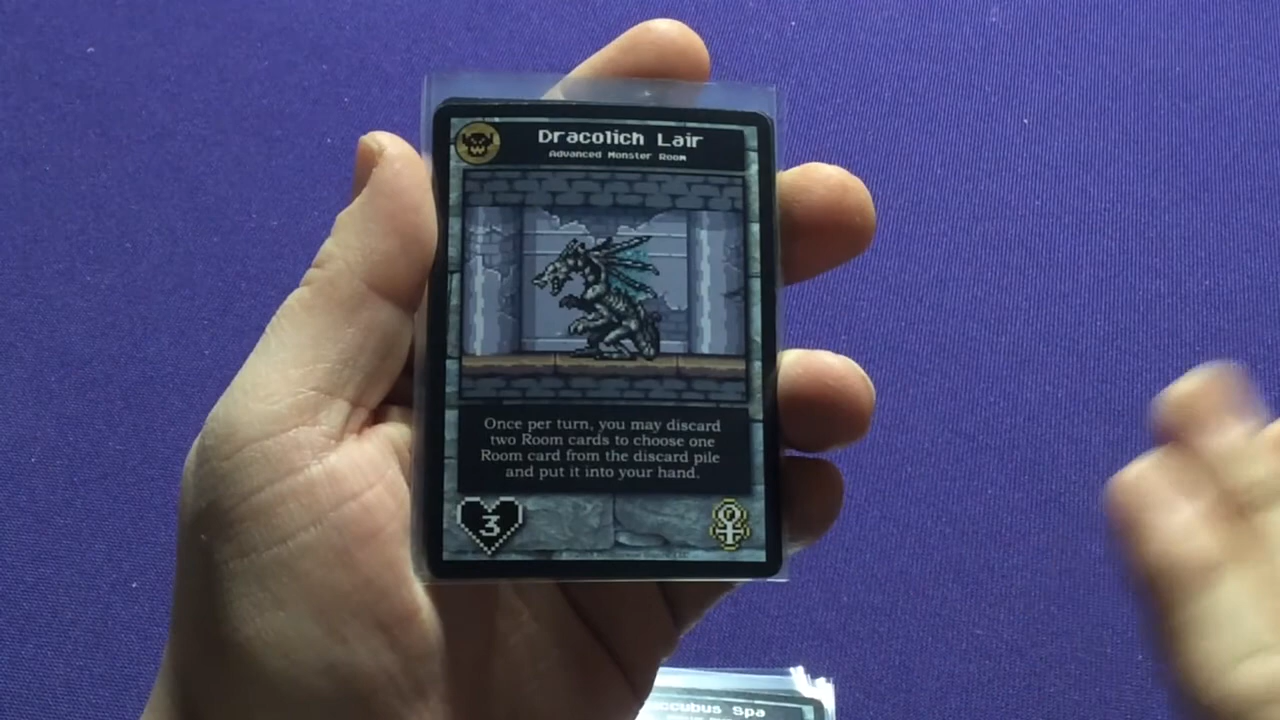 Dracolich Lair
Advanced Monster Room
Once per turn, you may discard
two Room cards to choose one
Room card from the discard pile
and put it into your hand.
3
Spa